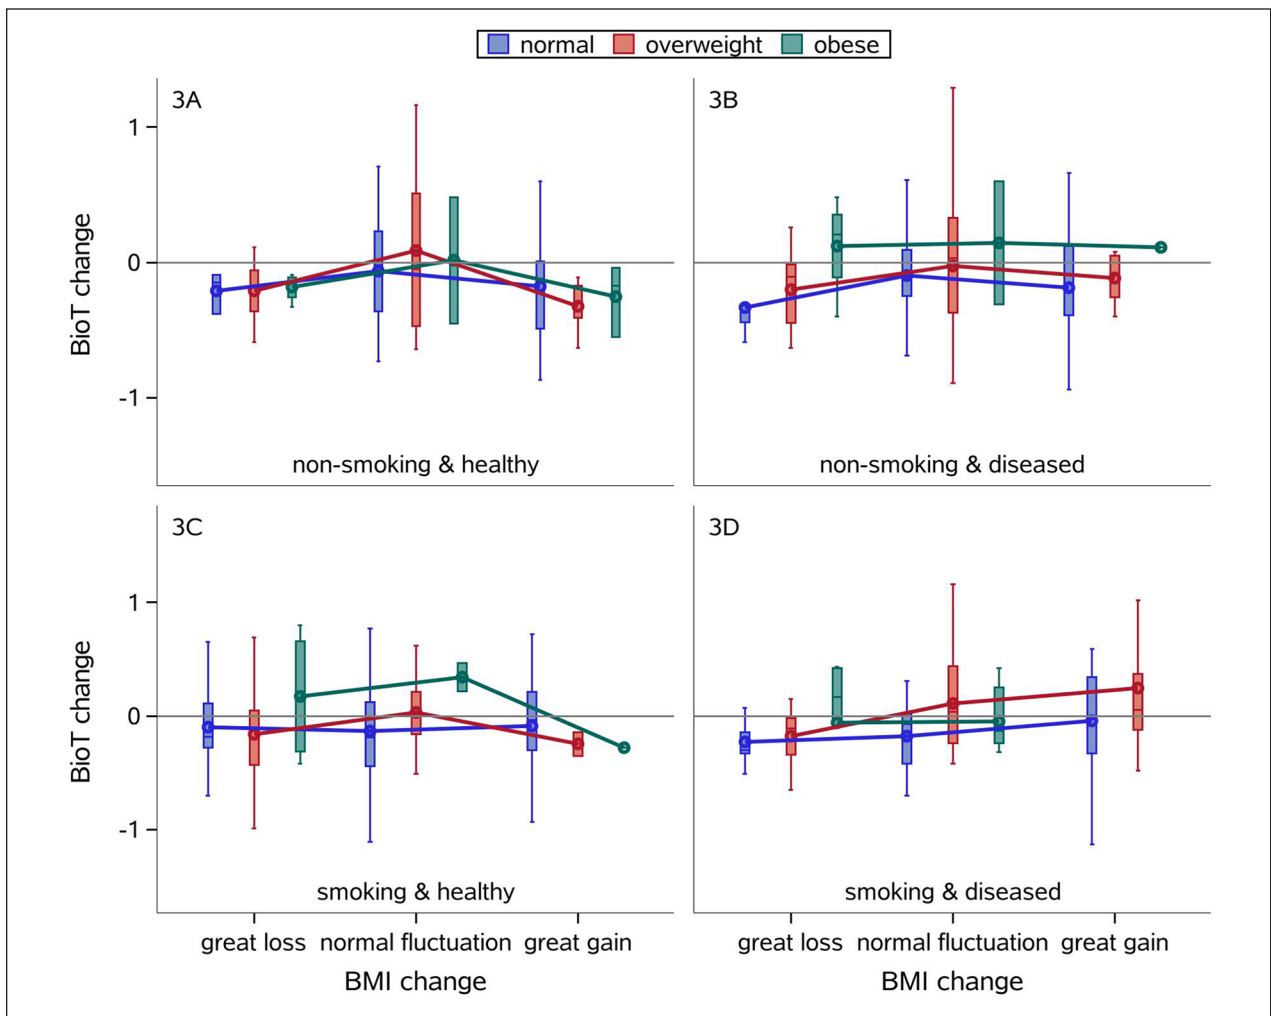 normal overweight obese
3A
3B
1
0
-1
BioT change
non-smoking & healthy
non-smoking & diseased
3C
3D
1
0
-1
BioT change
smoking & healthy
smoking & diseased
great loss normal fluctuation great gain
great loss normal fluctuation great gain
BMI change
BMI change